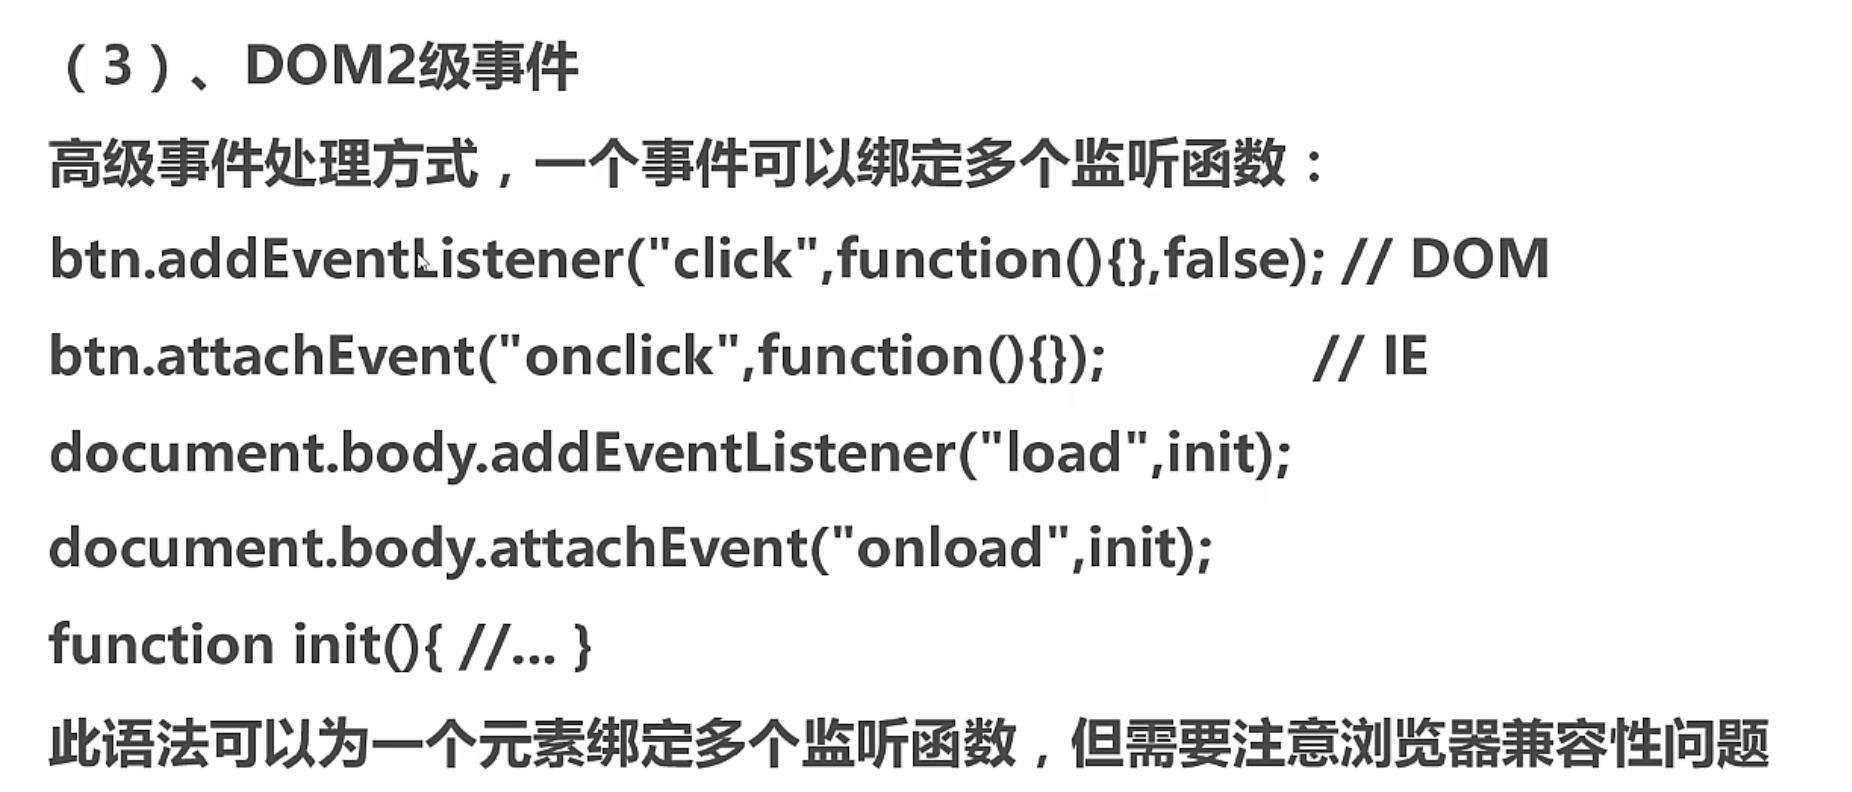 （3）、DOM2级事件
高级事件处理方式，一个事件可以绑定多个监听函数：
btn.addEventListener("click",function(){},false); // DOM
btn.attachEvent("onclick",function(){}); // IE
document.body.addEventListener("load",init);
document.body.attachEvent("onload",init);
function init(){ //... }
此语法可以为一个元素绑定多个监听函数，但需要注意浏览器兼容性问题